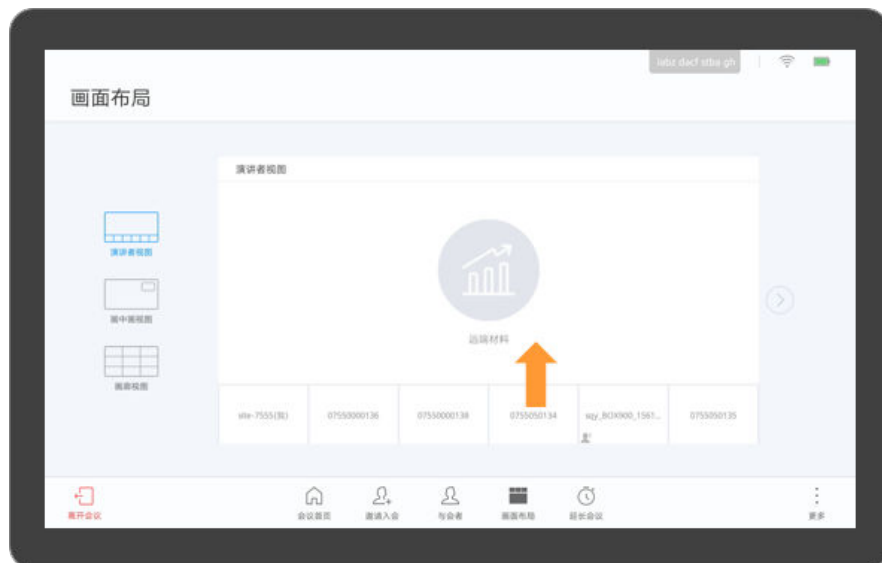 画面布局
演讲者视图
演讲者视图
画中画视图
画廊视图
远端材料
site-7555(我)
07550000136
07550000138
0755050134
sqy_BOX900_1561...
0755050135
离开会议
会议首页
邀请入会
与会者
画面布局
延长会议
更多